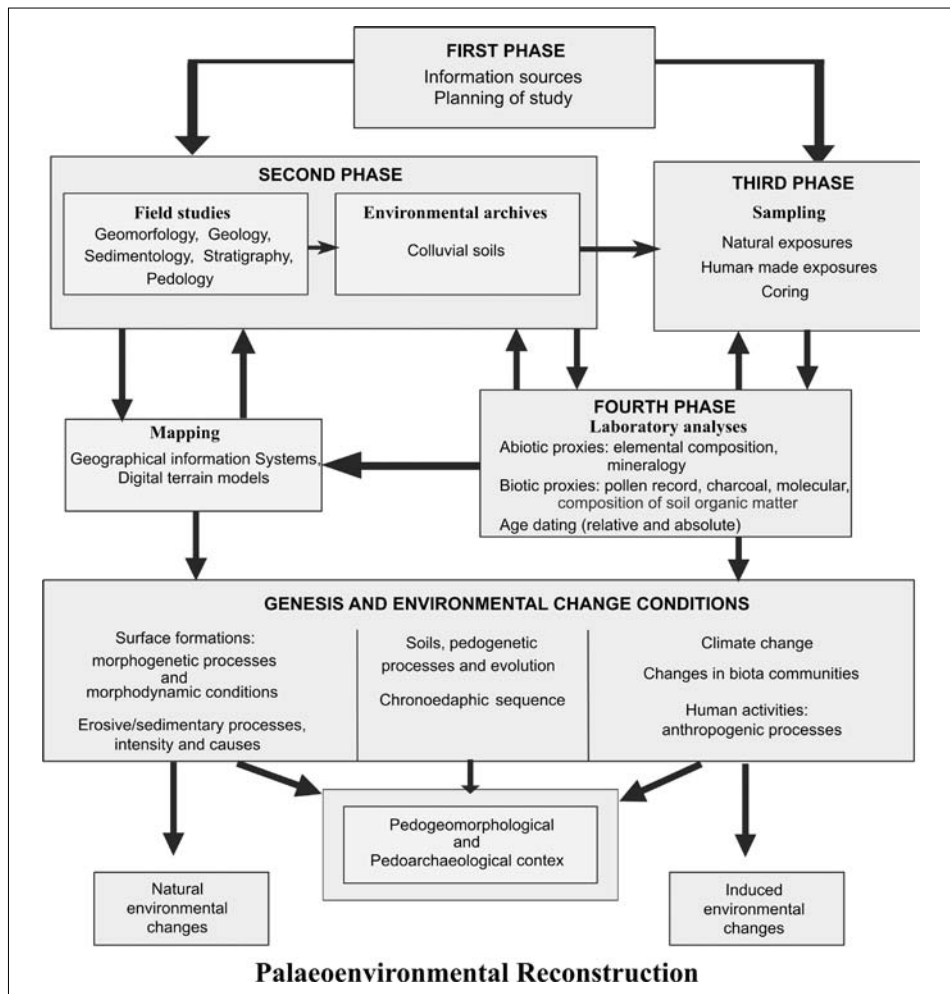 FIRST PHASE
Information sources
Planning of study
SECOND PHASE
Field studies
Geomorfology, Geology,
Sedimentology, Stratigraphy,
Pedology
Environmental archives
Colluvial soils
THIRD PHASE
Sampling
Natural exposures
Human-made exposures
Coring
Mapping
Geographical information Systems,
Digital terrain models
FOURTH PHASE
Laboratory analyses
Abiotic proxies: elemental composition,
mineralogy
Biotic proxies: pollen record, charcoal, molecular,
composition of soil organic matter
Age dating (relative and absolute)
GENESIS AND ENVIRONMENTAL CHANGE CONDITIONS
Surface formations:
morphogenetic processes
and
morphodynamic conditions
Erosive/sedimentary processes,
intensity and causes
Soils, pedogenetic
processes and evolution
Chronoedaphic sequence
Climate change
Changes in biota communities
Human activities:
anthropogenic processes
Pedogeomorphological
and
Pedoarchaeological contex
Natural
environmental
changes
Induced
environmental
changes
Palaeoenvironmental Reconstruction